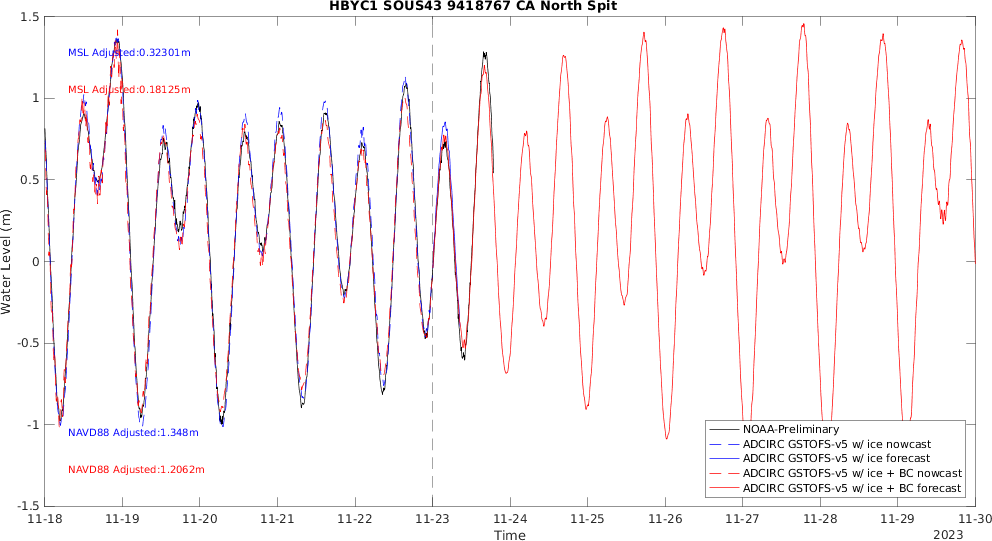 HBYC1 SOUS43 9418767 CA North Spit
1.5
1
0.5
0
-0.5
-1
-1.5
Water Level (m)
MSL Adjusted:0.32301m
MSL Adjusted:0.18125m
NAVD88 Adjusted:1.348m
NAVD88 Adjusted:1.2062m
NOAA-Preliminary
ADCIRC GSTOFS-v5 w/ ice nowcast
ADCIRC GSTOFS-v5 w/ ice forecast
ADCIRC GSTOFS-v5 w/ ice + BC nowcast
ADCIRC GSTOFS-v5 w/ ice + BC forecast
11-18 11-19 11-20 11-21 11-22 11-23 11-24 11-25 11-26 11-27 11-28 11-29 11-30
Time
2023